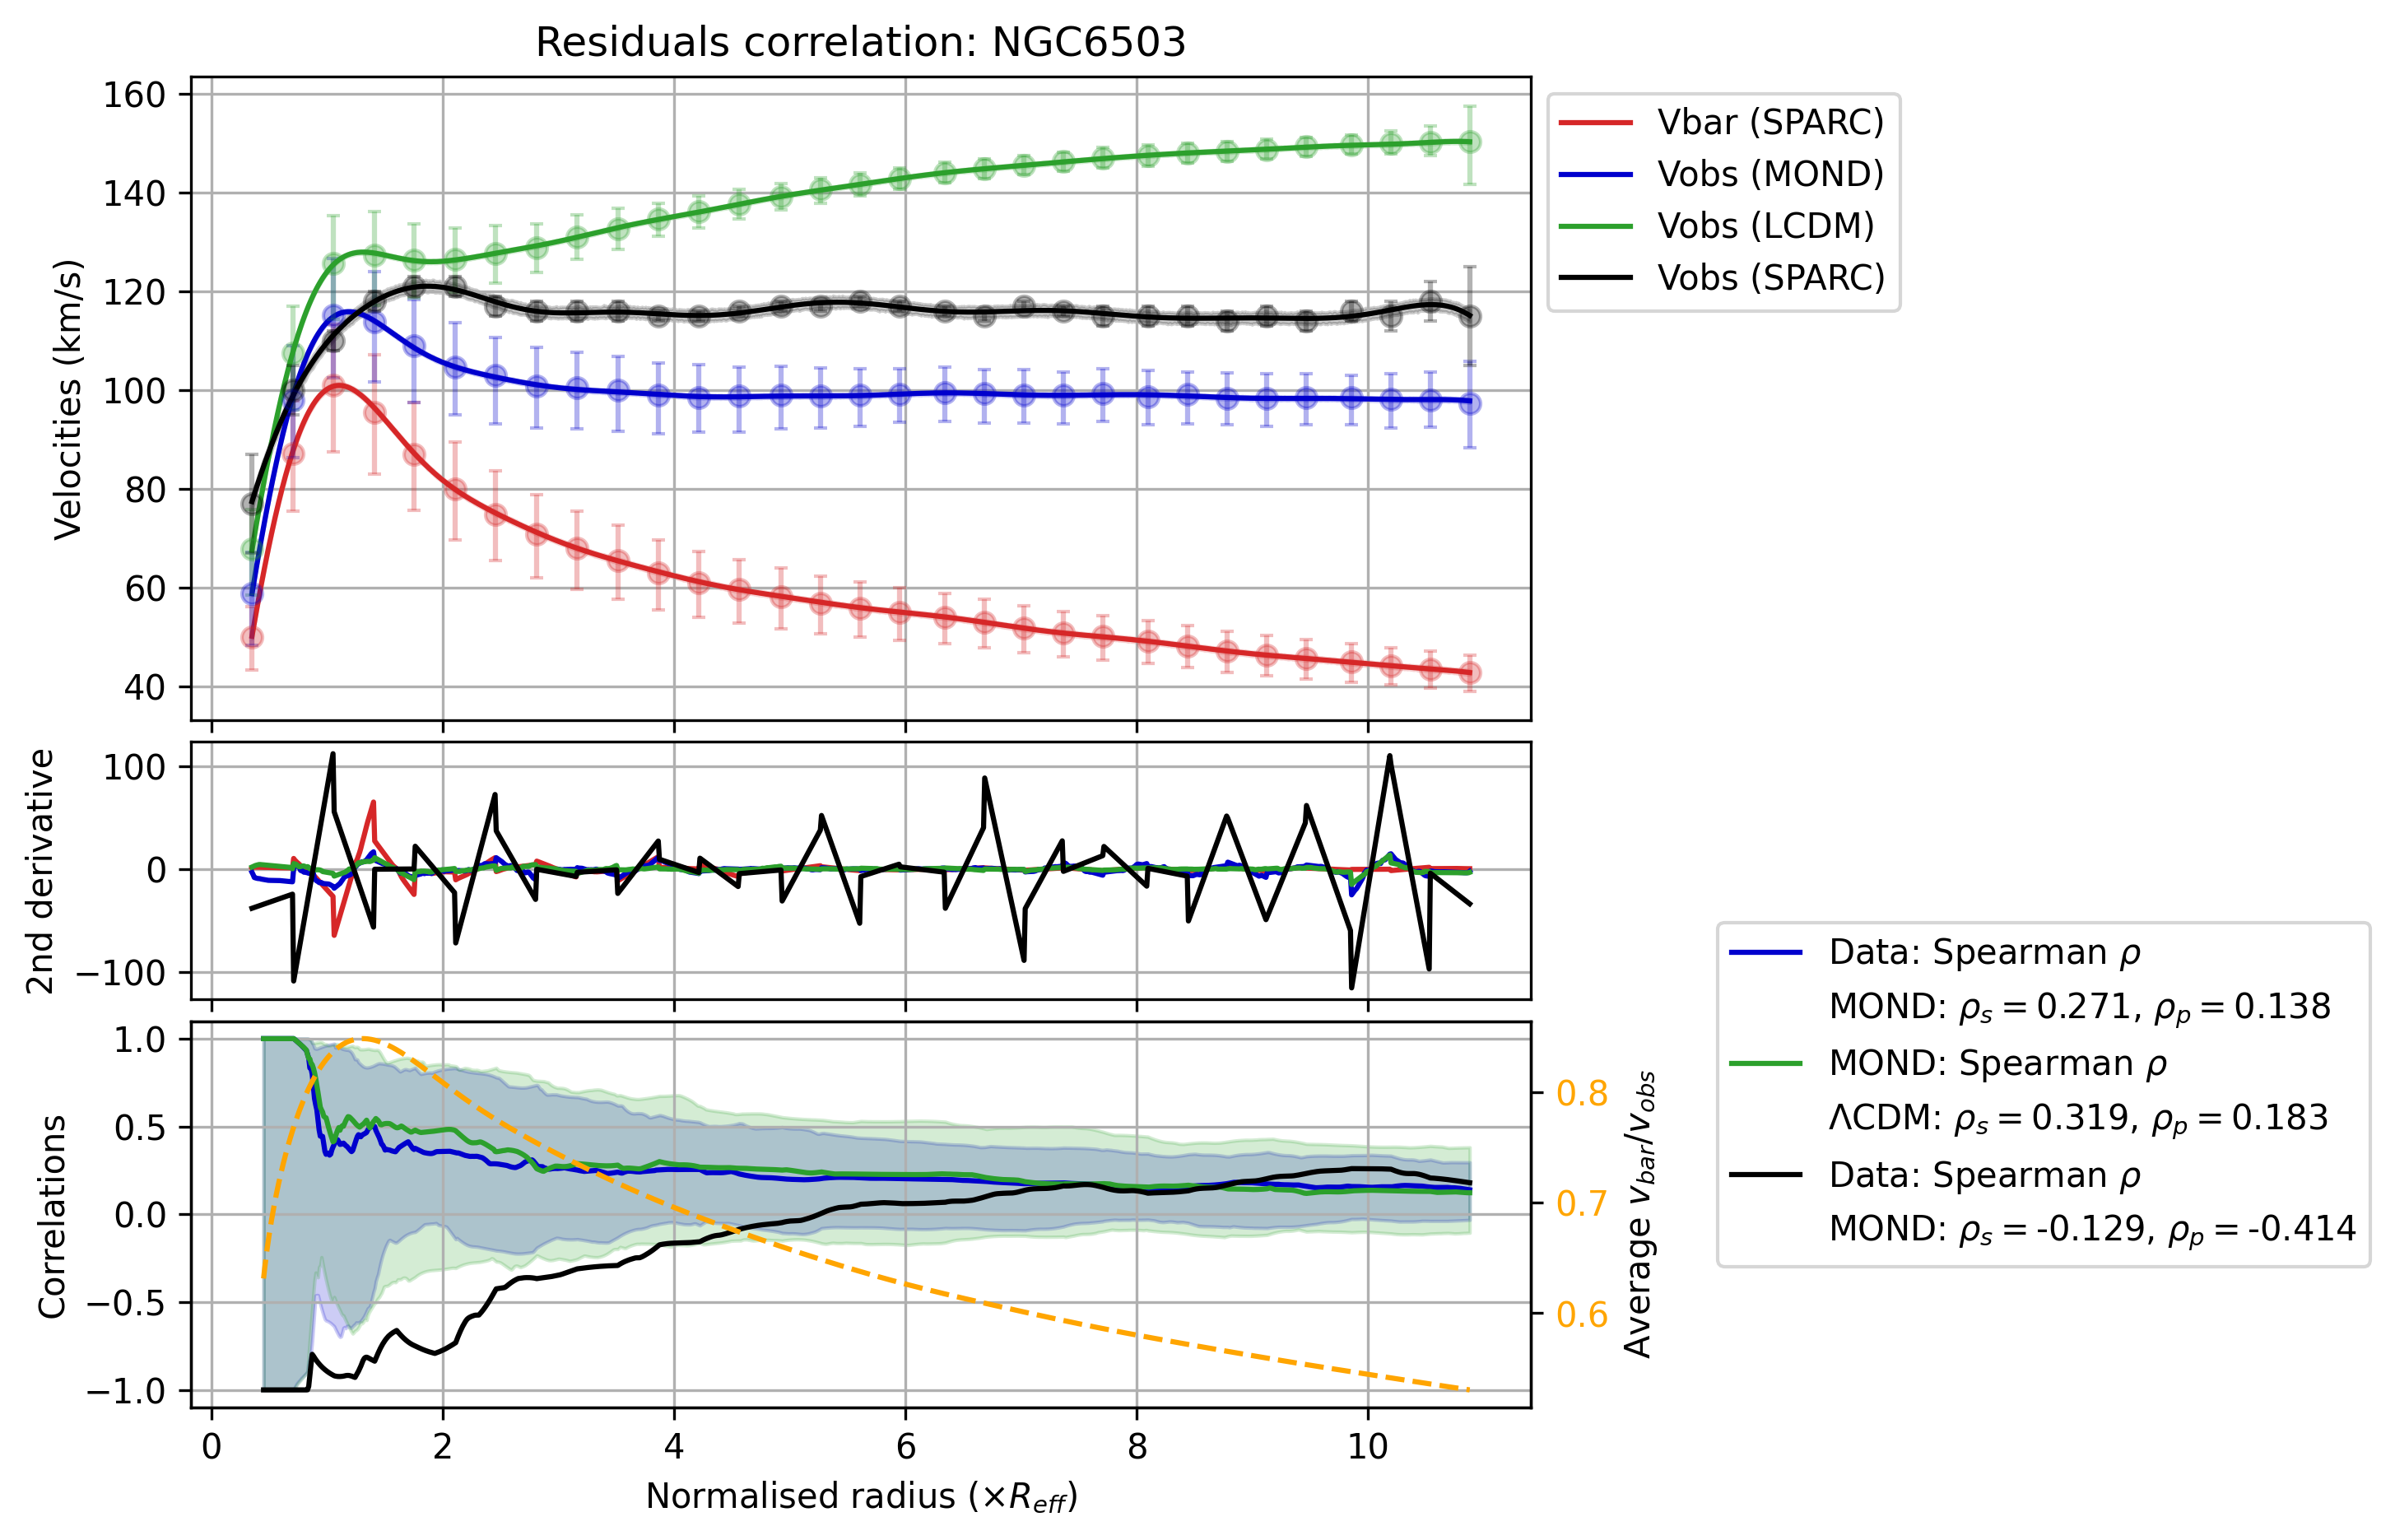 Residuals correlation: NGC6503
Velocities (km/s)
160
140
120
100
80
60
40
Vbar (SPARC)
Vobs (MOND)
Vobs (LCDM)
Vobs (SPARC)
2nd derivative
100
0
−100
Correlations
1.0
0.5
0.0
−0.5
−1.0
0.8
0.7
0.6
Average v_bar/v_obs
0 2 4 6 8 10
Normalised radius (×R_eff)
Data: Spearman ρ
MOND: ρ_s = 0.271, ρ_p = 0.138
MOND: Spearman ρ
ΛCDM: ρ_s = 0.319, ρ_p = 0.183
Data: Spearman ρ
MOND: ρ_s = -0.129, ρ_p = -0.414